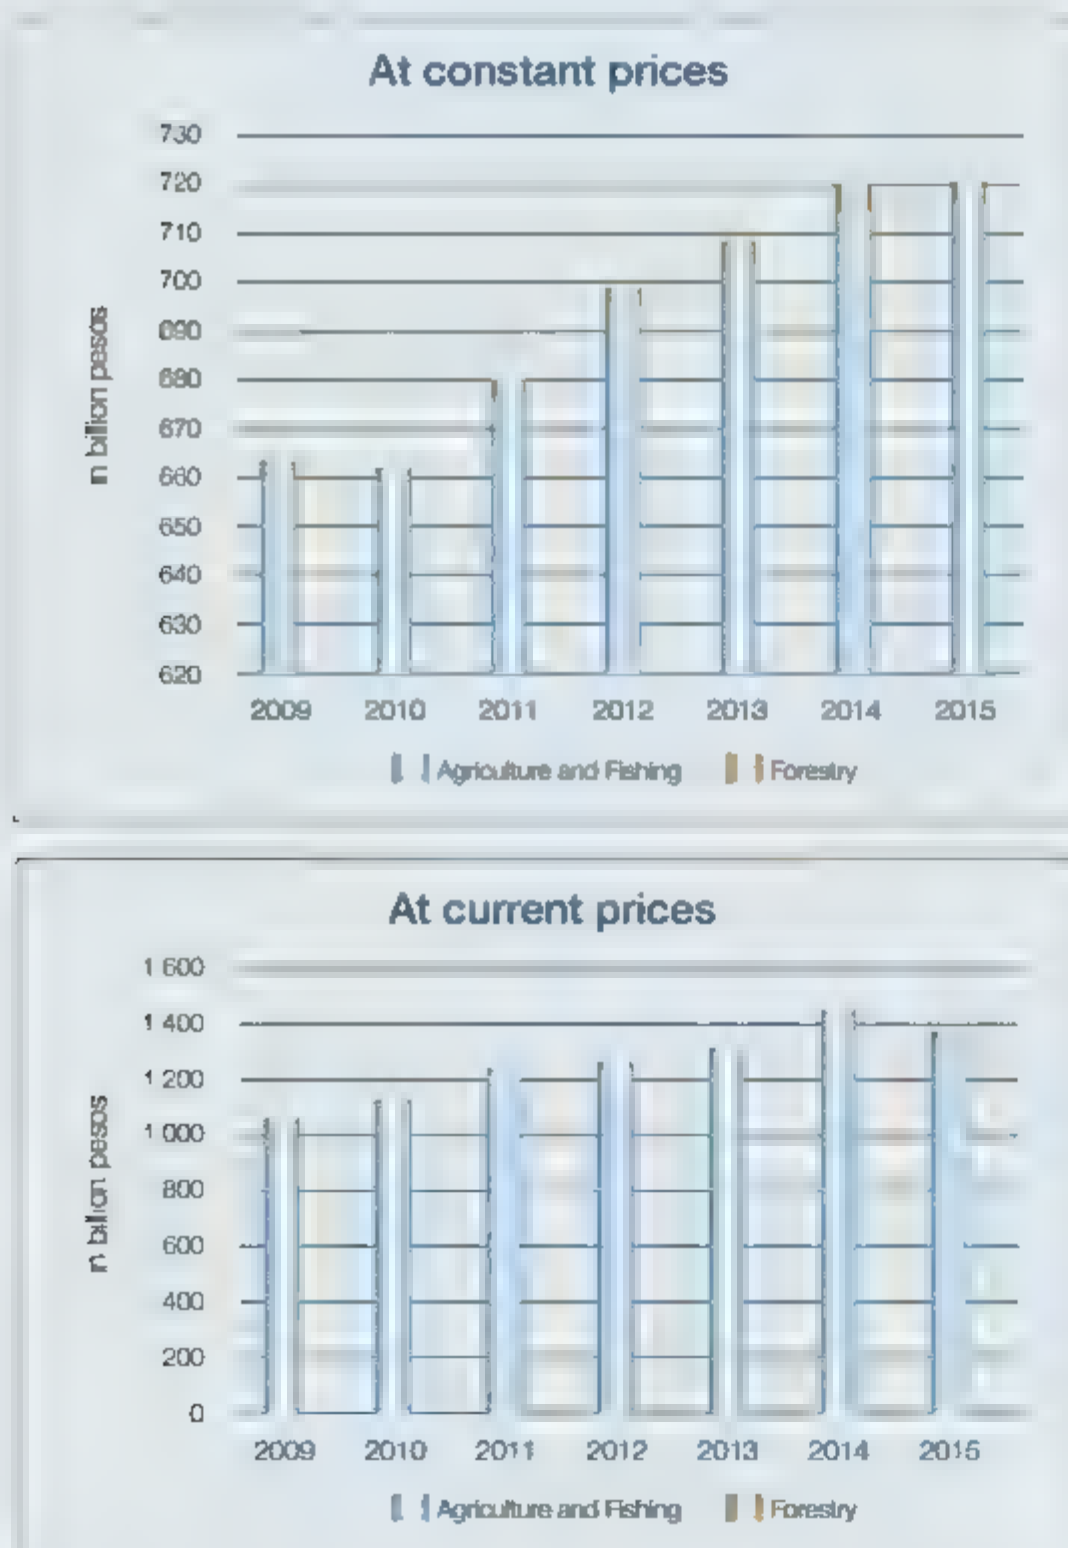 At constant prices
730
720
710
700
690
680
670
660
650
640
630
620
in billion pesos
2009 2010 2011 2012 2013 2014 2015
Agriculture and Fishing Forestry
At current prices
1 600
1 400
1 200
1 000
800
600
400
200
0
in billion pesos
2009 2010 2011 2012 2013 2014 2015
Agriculture and Fishing Forestry